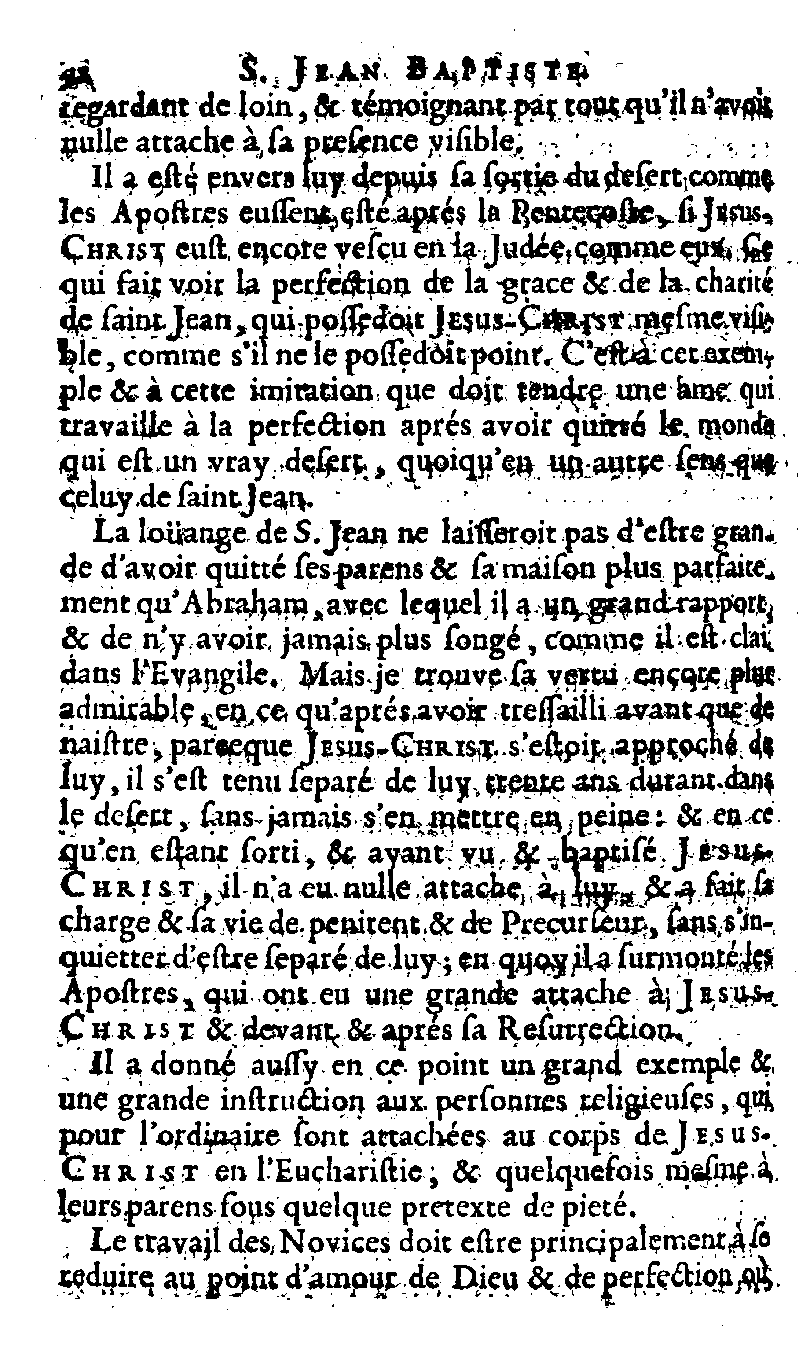 S. JEAN BAPTISTE
regardant de loin, & témoignant par tout qu'il n'avoit
nulle attache à sa presence visible.
Il a esté envers luy depuis sa sortie du desert comme
les Apostres eussent esté aprés la Pentecoste, si JESUS-
CHRIST eust encore vescu en la Judée, comme eux. Ce
qui fait voir la perfection de la grace & de la charité
de saint Jean, qui possedoit JESUS-CHRIST mesme visi-
ble, comme s'il ne le possedoit point. C'est à cet exem-
ple & à cette imitation que doit tendre une ame qui
travaille à la perfection aprés avoir quitté le monde
qui est un vray desert, quoiqu'en un autre sens que
celuy de saint Jean.
La loüange de S. Jean ne laisseroit pas d'estre gran-
de d'avoir quitté ses parens & sa maison plus parfaite-
ment qu'Abraham, avec lequel il a un grand rapport,
& de n'y avoir jamais plus songé, comme il est clair
dans l'Evangile. Mais je trouve sa vertu encore plus
admirable, en ce qu'aprés avoir tressailli avant que de
naistre, parceque JESUS-CHRIST s'estoit approché de
luy, il s'est tenu separé de luy trente ans durant dans
le desert, sans jamais s'en mettre en peine: & en ce
qu'en estant sorti, & ayant vu & baptisé JESUS-
CHRIST, il n'a eu nulle attache à luy, & a fait sa
charge & sa vie de penitent & de Precurseur, sans s'in-
quietter d'estre separé de luy; en quoy il a surmonté les
Apostres, qui ont eu une grande attache à JESUS-
CHRIST & devant & aprés sa Resurrection.
Il a donné aussy en ce point un grand exemple &
une grande instruction aux personnes religieuses, qui
pour l'ordinaire sont attachées au corps de JESUS-
CHRIST en l'Eucharistie; & quelquefois mesme à
leurs parens sous quelque pretexte de pieté.
Le travail des Novices doit estre principalement à se
reduire au point d'amour de Dieu & de perfection où